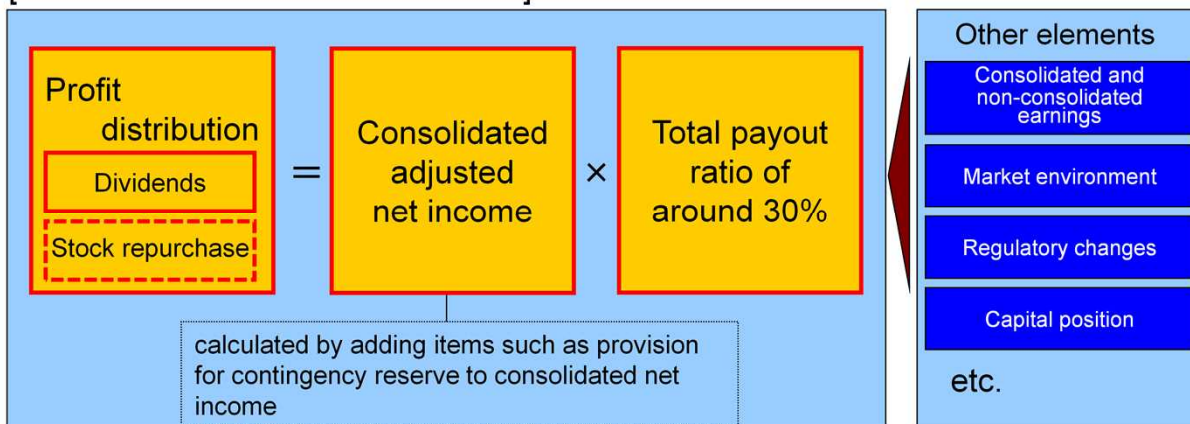 Profit
distribution
Dividends
Stock repurchase
=
Consolidated
adjusted
net income
×
Total payout
ratio of
around 30%
calculated by adding items such as provision
for contingency reserve to consolidated net
income
Other elements
Consolidated and
non-consolidated
earnings
Market environment
Regulatory changes
Capital position
etc.